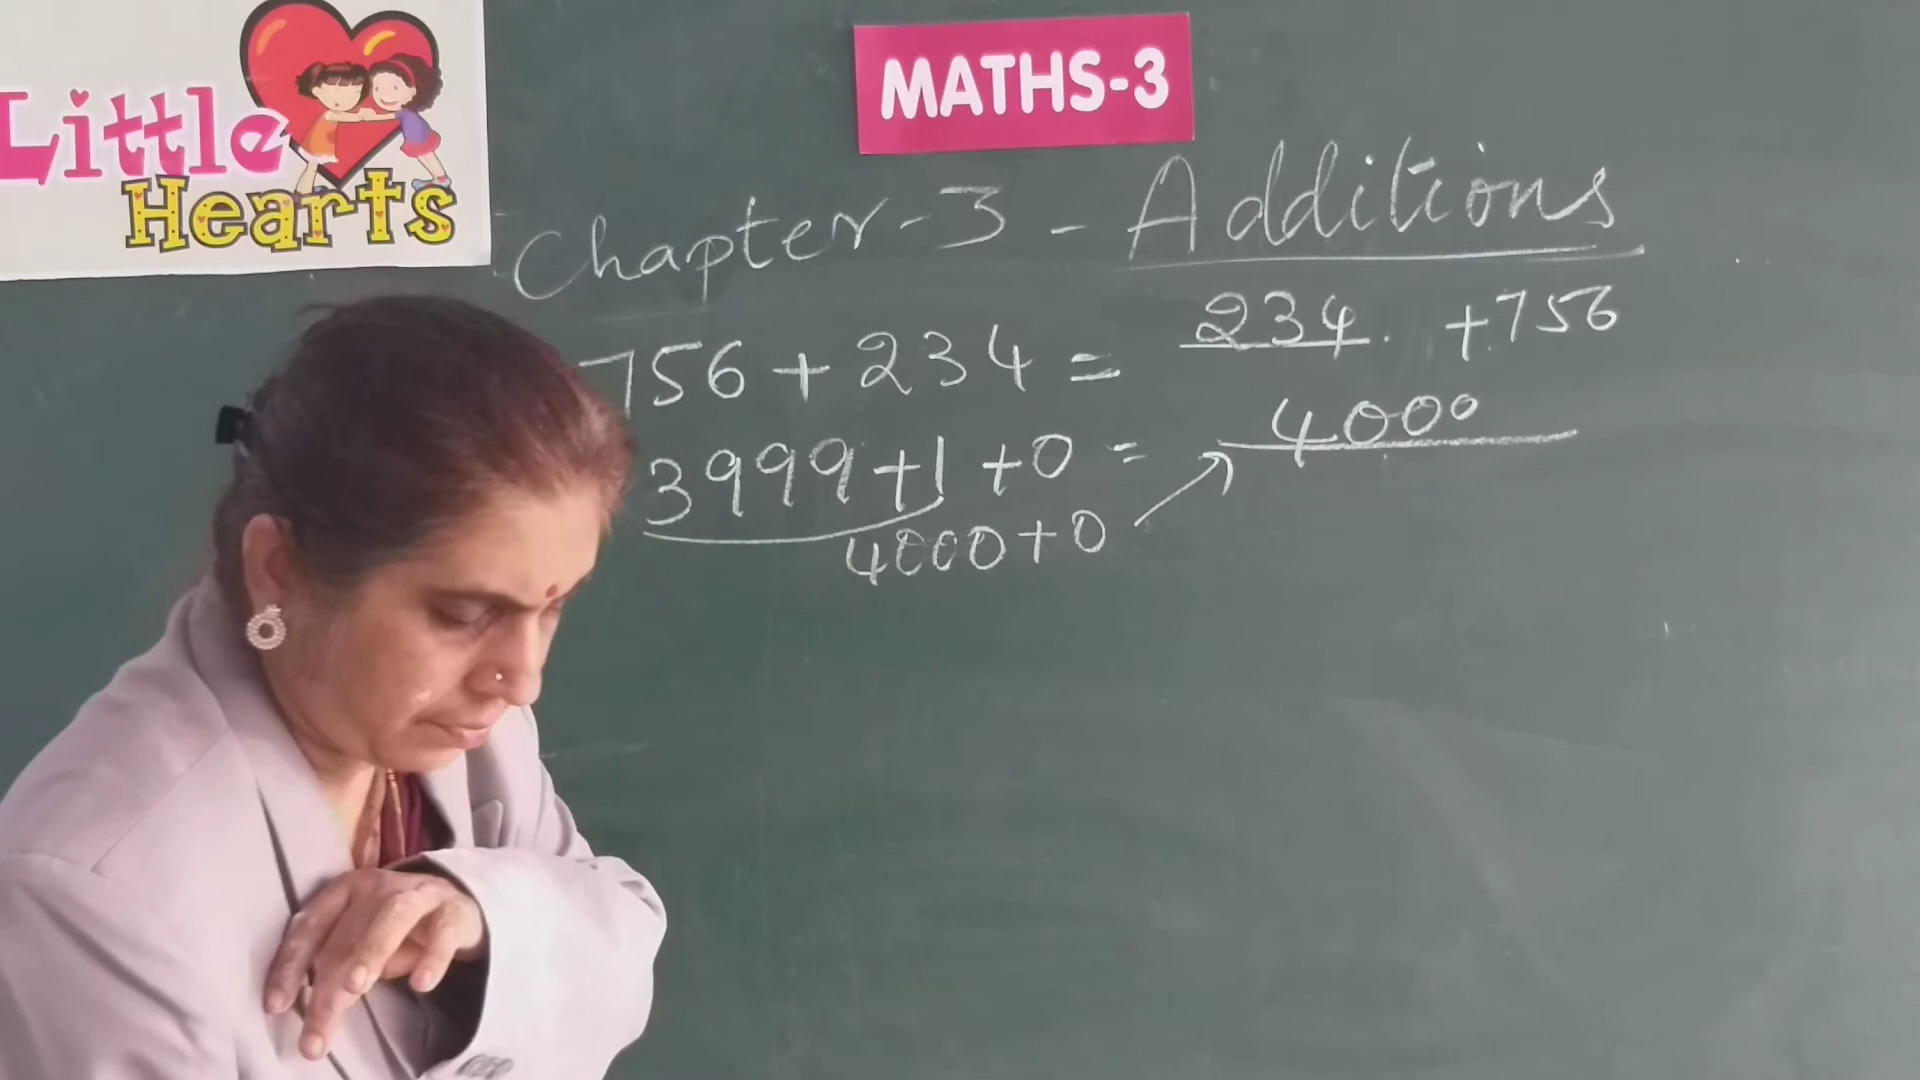 Little
Hearts
MATHS-3
Chapter-3 - Additions
756 + 234 = 234 + 756
3999 + 1 + 0 = 4000
4000 + 0